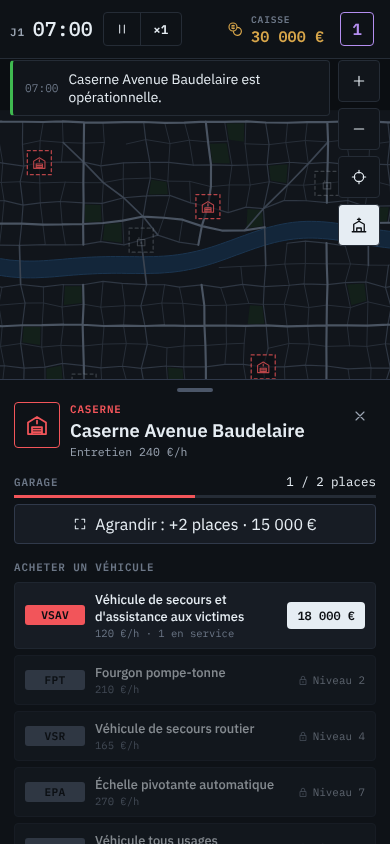 J1 07:00 ×1 CAISSE 30 000 € 1
07:00 Caserne Avenue Baudelaire est
opérationnelle.
CASERNE
Caserne Avenue Baudelaire
Entretien 240 €/h
GARAGE 1 / 2 places
Agrandir : +2 places · 15 000 €
ACHETER UN VÉHICULE
VSAV Véhicule de secours et
d'assistance aux victimes
120 €/h · 1 en service
18 000 €
FPT Fourgon pompe-tonne
210 €/h
Niveau 2
VSR Véhicule de secours routier
165 €/h
Niveau 4
EPA Échelle pivotante automatique
270 €/h
Niveau 7
Véhicule tous usages